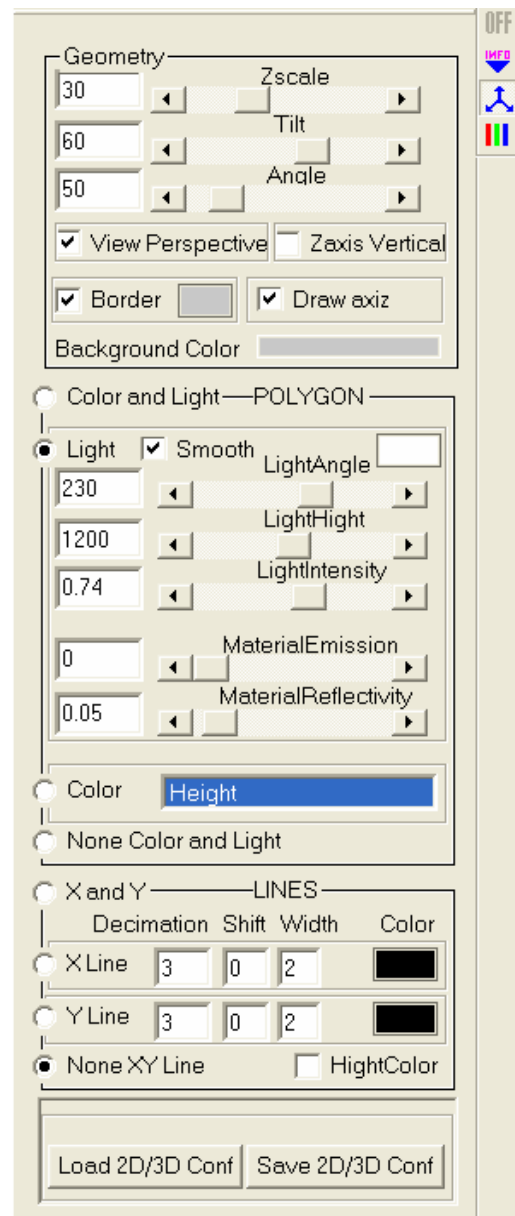 OFF
INFO
Geometry
Zscale
30
Tilt
60
Angle
50
View Perspective Zaxis Vertical
Border Draw axiz
Background Color
Color and Light POLYGON
Light Smooth
LightAngle
230
LightHight
1200
LightIntensity
0.74
MaterialEmission
0
MaterialReflectivity
0.05
Color Height
None Color and Light
X and Y LINES
Decimation Shift Width Color
X Line 3 0 2
Y Line 3 0 2
None XY Line HightColor
Load 2D/3D Conf Save 2D/3D Conf